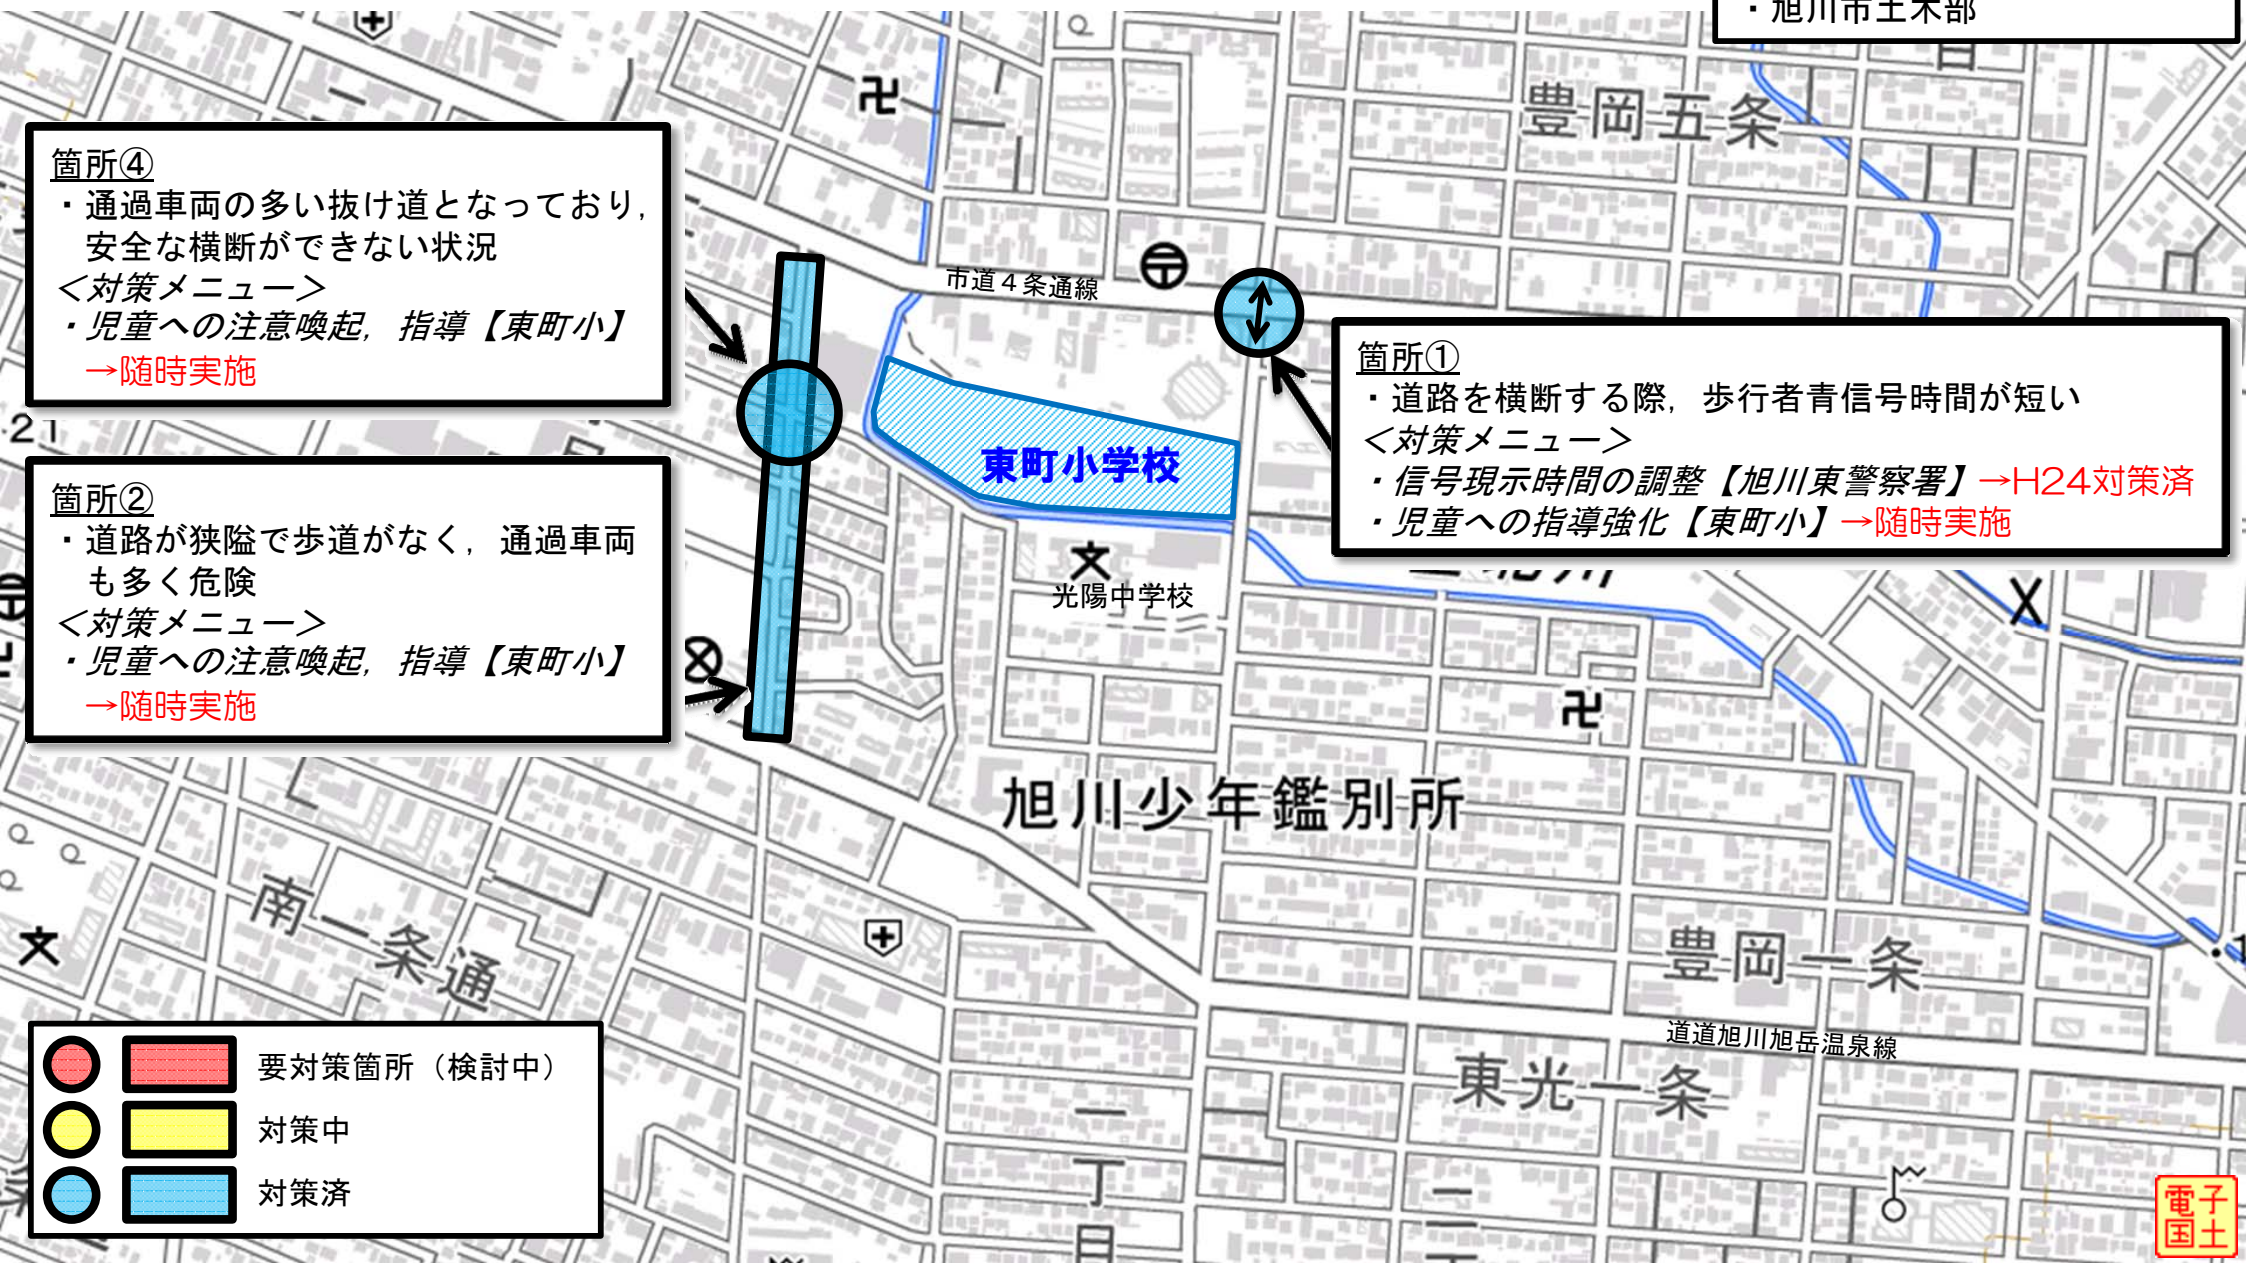 ・旭川市土木部
豊岡五条
箇所④
・通過車両の多い抜け道となっており,
安全な横断ができない状況
＜対策メニュー＞
・児童への注意喚起, 指導【東町小】
→随時実施
市道４条通線
箇所①
・道路を横断する際, 歩行者青信号時間が短い
＜対策メニュー＞
・信号現示時間の調整【旭川東警察署】→H24対策済
・児童への指導強化【東町小】→随時実施
東町小学校
箇所②
・道路が狭隘で歩道がなく, 通過車両
も多く危険
＜対策メニュー＞
・児童への注意喚起, 指導【東町小】
→随時実施
光陽中学校
旭川少年鑑別所
南一条通
豊岡一条
道道旭川旭岳温泉線
東光一条
一丁目
要対策箇所（検討中）
対策中
対策済
電子
国土